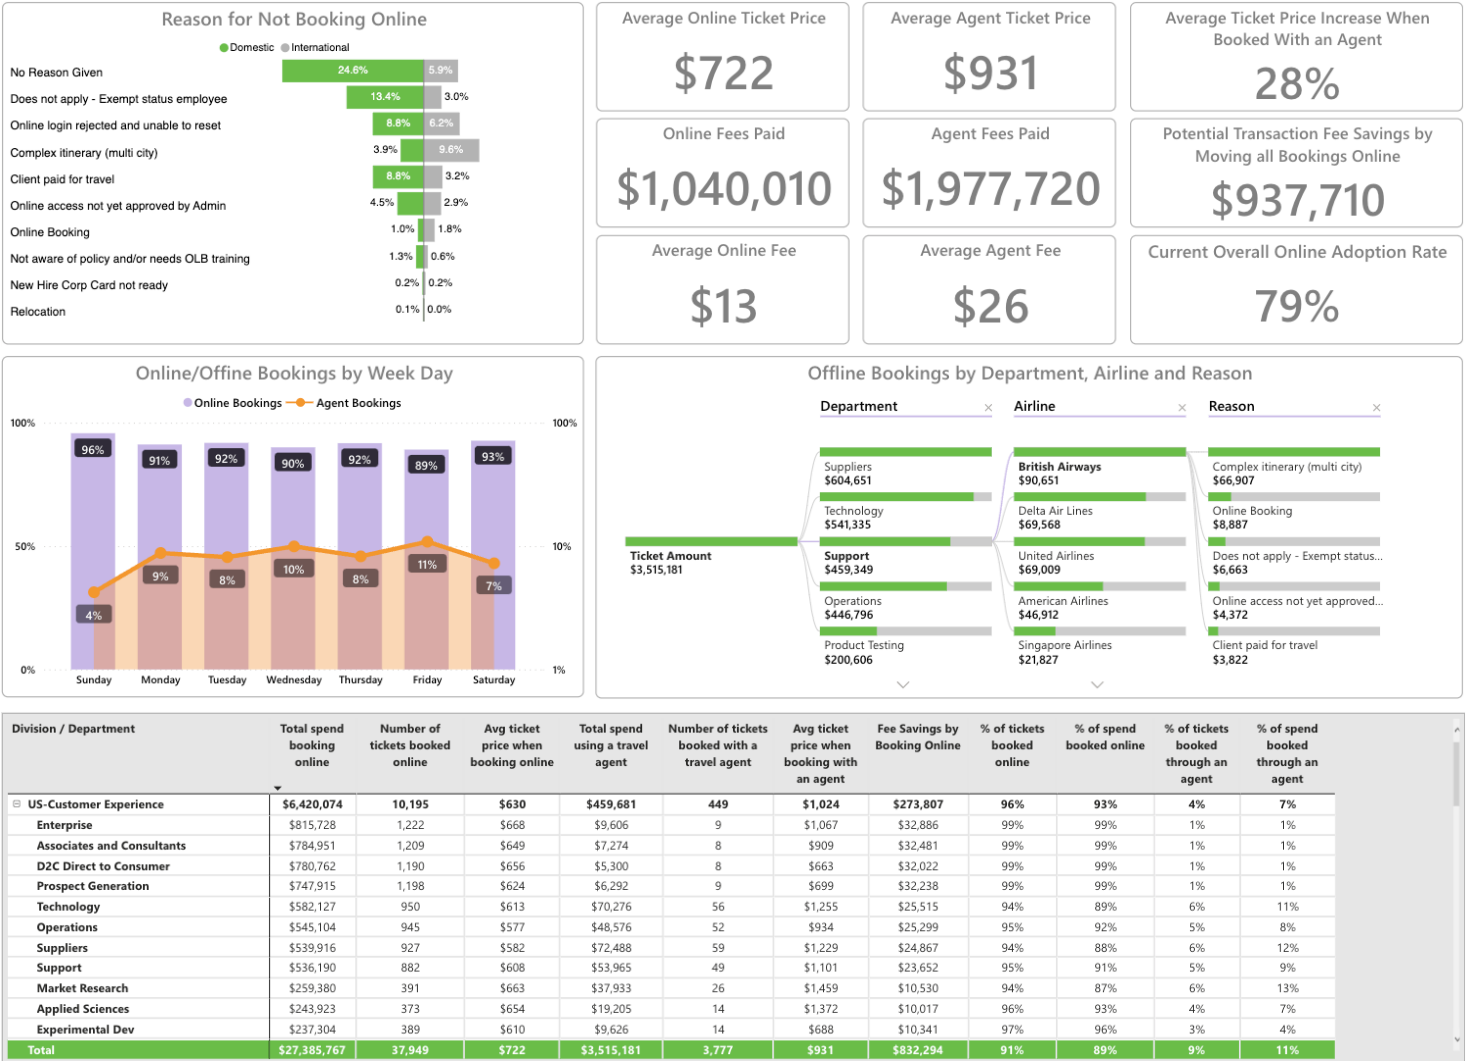 Reason for Not Booking Online
Domestic International
No Reason Given 24.6% 5.9%
Does not apply - Exempt status employee 13.4% 3.0%
Online login rejected and unable to reset 8.8% 6.2%
Complex itinerary (multi city) 3.9% 9.6%
Client paid for travel 8.8% 3.2%
Online access not yet approved by Admin 4.5% 2.9%
Online Booking 1.0% 1.8%
Not aware of policy and/or needs OLB training 1.3% 0.6%
New Hire Corp Card not ready 0.2% 0.2%
Relocation 0.1% 0.0%
Average Online Ticket Price
$722
Average Agent Ticket Price
$931
Average Ticket Price Increase When
Booked With an Agent
28%
Online Fees Paid
$1,040,010
Agent Fees Paid
$1,977,720
Potential Transaction Fee Savings by
Moving all Bookings Online
$937,710
Average Online Fee
$13
Average Agent Fee
$26
Current Overall Online Adoption Rate
79%
Online/Offine Bookings by Week Day
Online Bookings Agent Bookings
100% 100%
96% 91% 92% 90% 92% 89% 93%
50% 10%
4% 9% 8% 10% 8% 11% 7%
0% 1%
Sunday Monday Tuesday Wednesday Thursday Friday Saturday
Offline Bookings by Department, Airline and Reason
Department Airline Reason
Ticket Amount
$3,515,181
Suppliers
$604,651
Technology
$541,335
Support
$459,349
Operations
$446,796
Product Testing
$200,606
British Airways
$90,651
Delta Air Lines
$69,568
United Airlines
$69,009
American Airlines
$46,912
Singapore Airlines
$21,827
Complex itinerary (multi city)
$66,907
Online Booking
$8,887
Does not apply - Exempt status...
$6,663
Online access not yet approved...
$4,372
Client paid for travel
$3,822
Division / Department Total spend booking online Number of tickets booked online Avg ticket price when booking online Total spend using a travel agent Number of tickets booked with a travel agent Avg ticket price when booking with an agent Fee Savings by Booking Online % of tickets booked online % of spend booked online % of tickets booked through an agent % of spend booked through an agent
US-Customer Experience $6,420,074 10,195 $630 $459,681 449 $1,024 $273,807 96% 93% 4% 7%
Enterprise $815,728 1,222 $668 $9,606 9 $1,067 $32,886 99% 99% 1% 1%
Associates and Consultants $784,951 1,209 $649 $7,274 8 $909 $32,481 99% 99% 1% 1%
D2C Direct to Consumer $780,762 1,190 $656 $5,300 8 $663 $32,022 99% 99% 1% 1%
Prospect Generation $747,915 1,198 $624 $6,292 9 $699 $32,238 99% 99% 1% 1%
Technology $582,127 950 $613 $70,276 56 $1,255 $25,515 94% 89% 6% 11%
Operations $545,104 945 $577 $48,576 52 $934 $25,299 95% 92% 5% 8%
Suppliers $539,916 927 $582 $72,488 59 $1,229 $24,867 94% 88% 6% 12%
Support $536,190 882 $608 $53,965 49 $1,101 $23,652 95% 91% 5% 9%
Market Research $259,380 391 $663 $37,933 26 $1,459 $10,530 94% 87% 6% 13%
Applied Sciences $243,923 373 $654 $19,205 14 $1,372 $10,017 96% 93% 4% 7%
Experimental Dev $237,304 389 $610 $9,626 14 $688 $10,341 97% 96% 3% 4%
Total $27,385,767 37,949 $722 $3,515,181 3,777 $931 $832,294 91% 89% 9% 11%